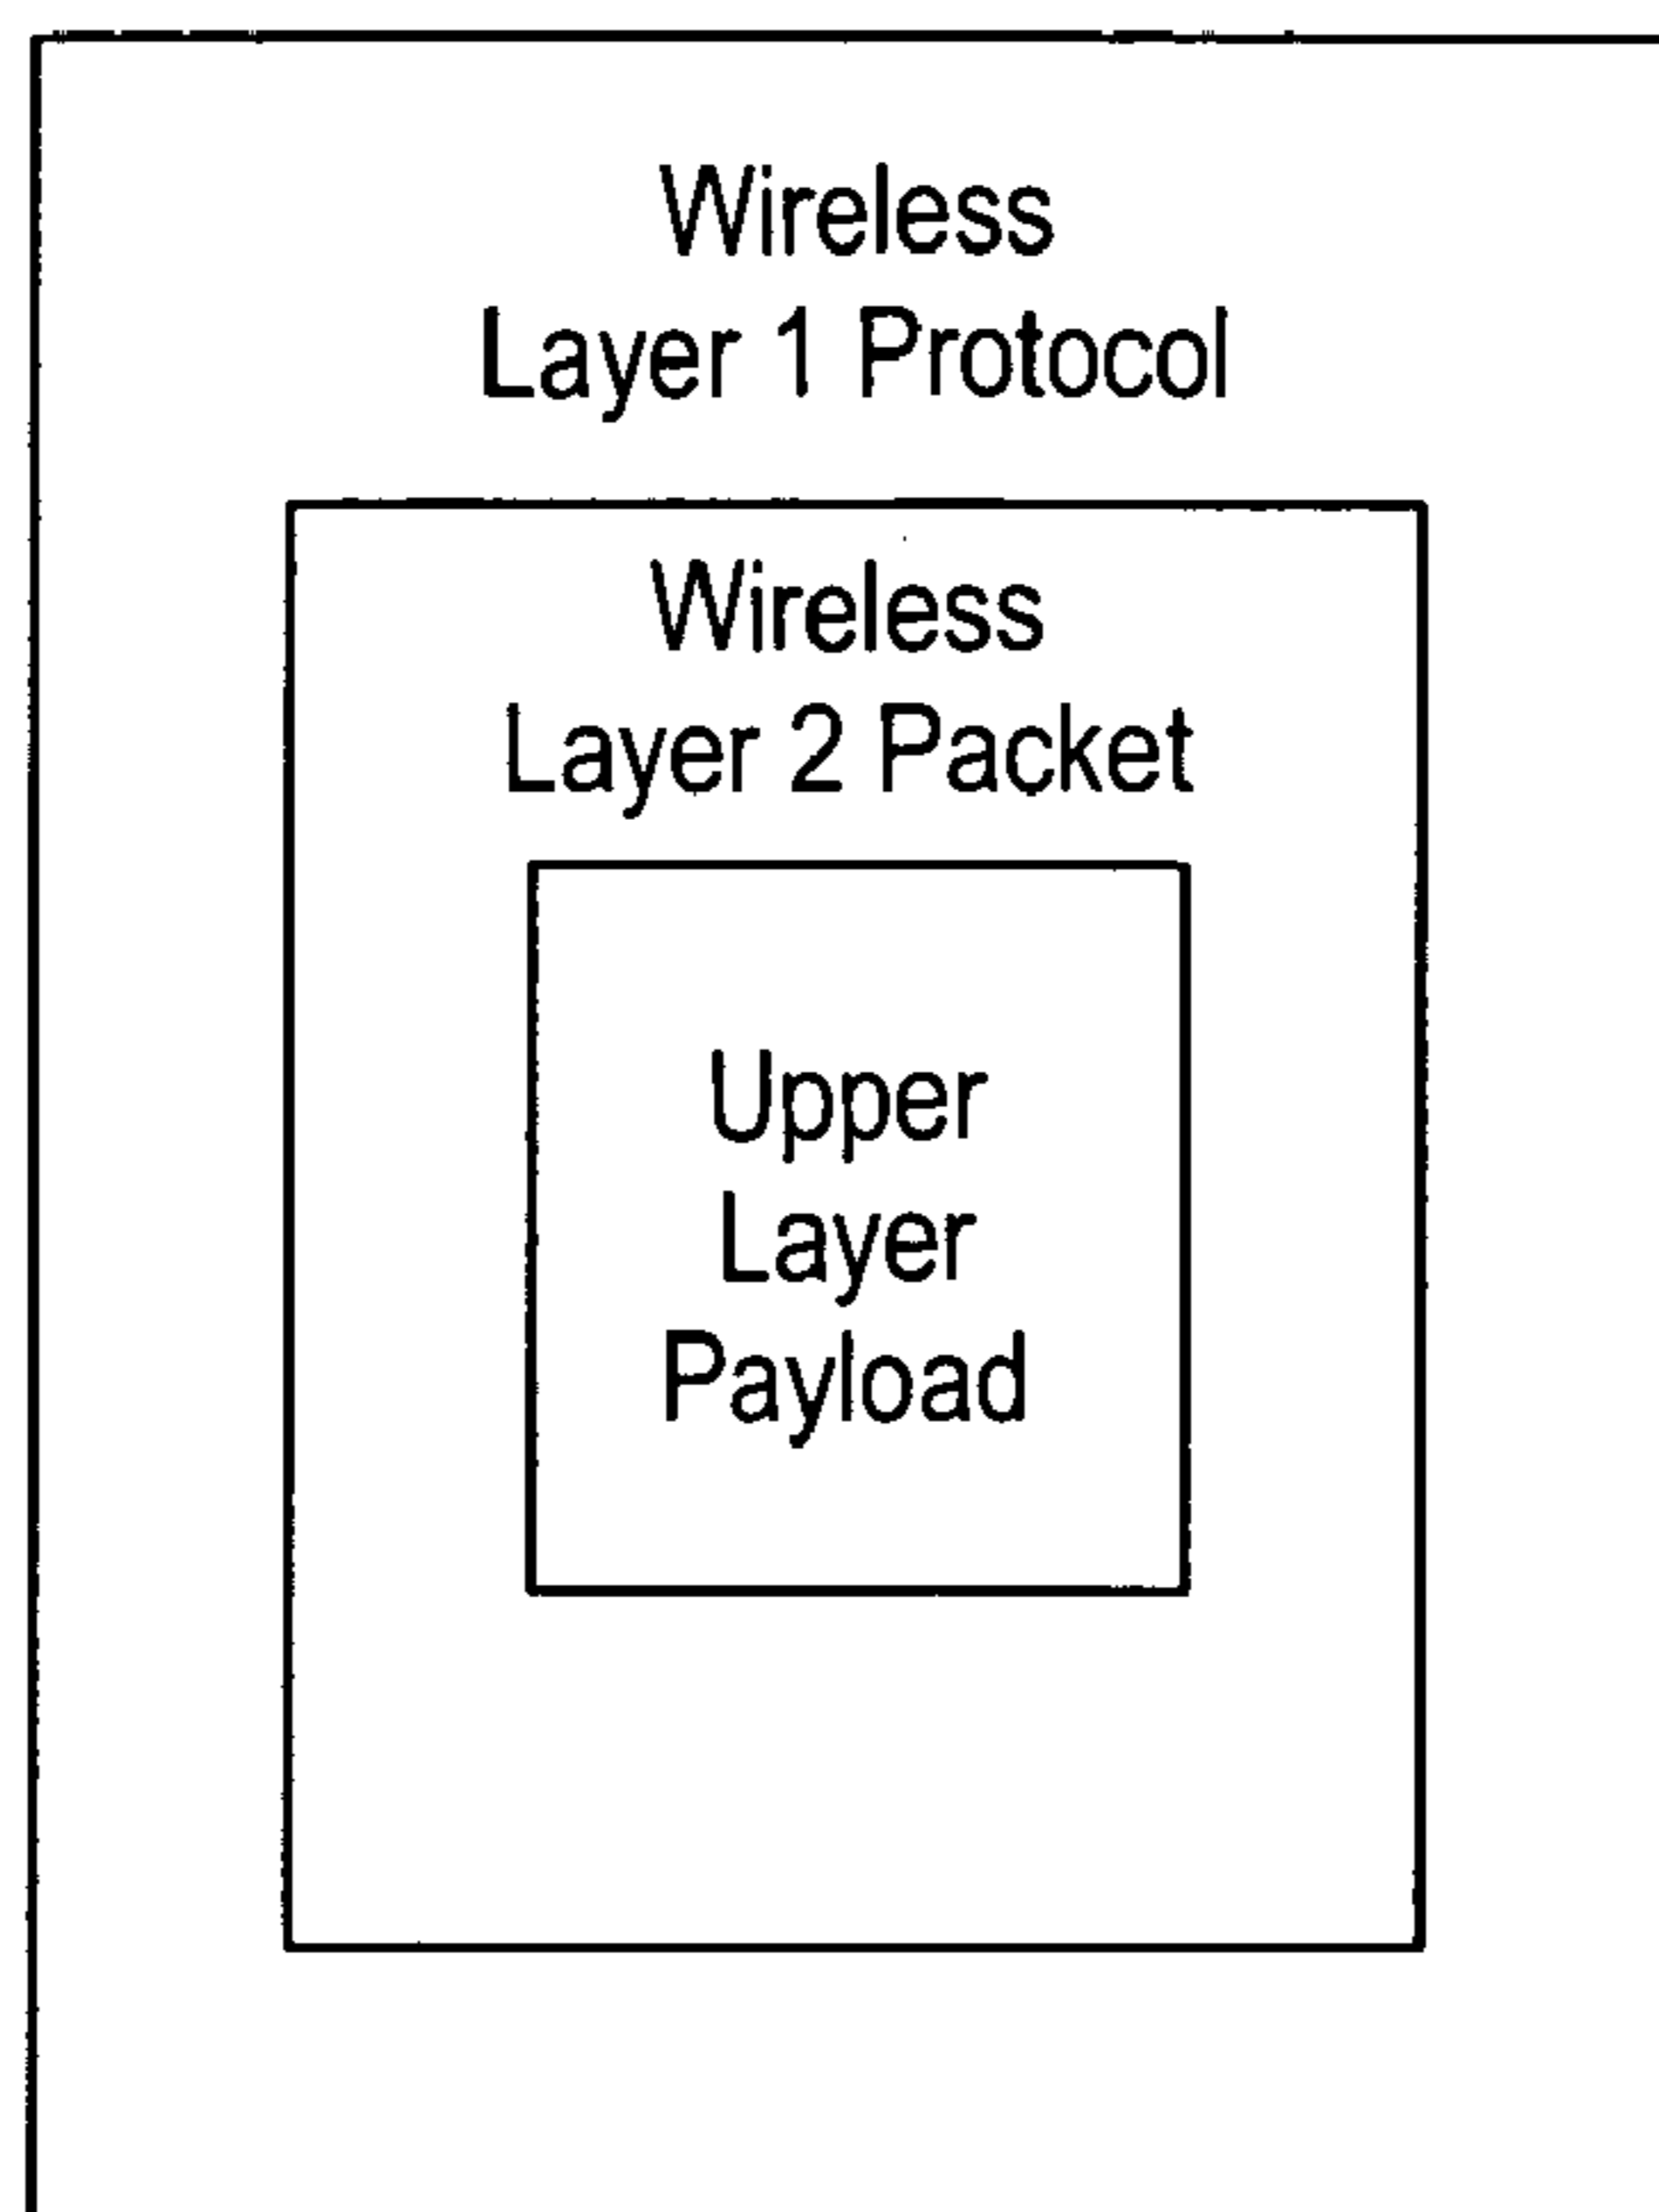 Wireless
Layer 1 Protocol
Wireless
Layer 2 Packet
Upper
Layer
Payload